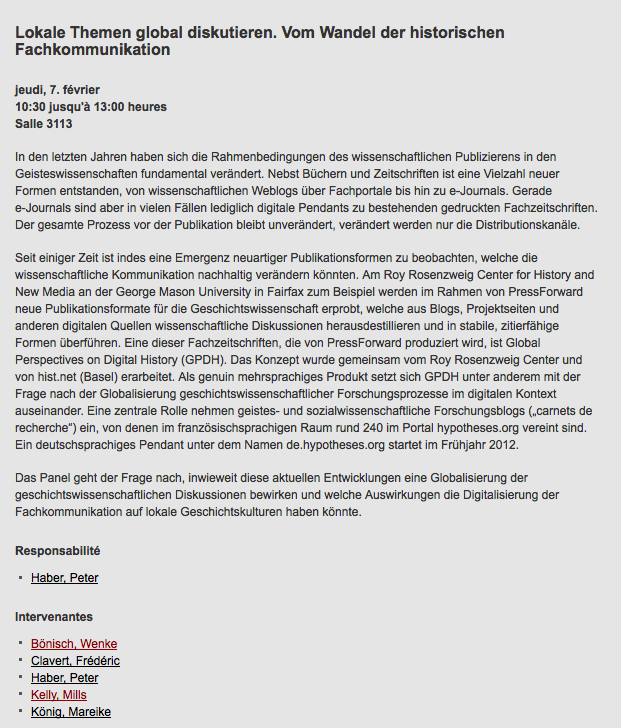 Lokale Themen global diskutieren. Vom Wandel der historischen
Fachkommunikation
jeudi, 7. février
10:30 jusqu'à 13:00 heures
Salle 3113
In den letzten Jahren haben sich die Rahmenbedingungen des wissenschaftlichen Publizierens in den
Geisteswissenschaften fundamental verändert. Nebst Büchern und Zeitschriften ist eine Vielzahl neuer
Formen entstanden, von wissenschaftlichen Weblogs über Fachportale bis hin zu e-Journals. Gerade
e-Journals sind aber in vielen Fällen lediglich digitale Pendants zu bestehenden gedruckten Fachzeitschriften.
Der gesamte Prozess vor der Publikation bleibt unverändert, verändert werden nur die Distributionskanäle.
Seit einiger Zeit ist indes eine Emergenz neuartiger Publikationsformen zu beobachten, welche die
wissenschaftliche Kommunikation nachhaltig verändern könnten. Am Roy Rosenzweig Center for History and
New Media an der George Mason University in Fairfax zum Beispiel werden im Rahmen von PressForward
neue Publikationsformate für die Geschichtswissenschaft erprobt, welche aus Blogs, Projektseiten und
anderen digitalen Quellen wissenschaftliche Diskussionen herausdestillieren und in stabile, zitierfähige
Formen überführen. Eine dieser Fachzeitschriften, die von PressForward produziert wird, ist Global
Perspectives on Digital History (GPDH). Das Konzept wurde gemeinsam vom Roy Rosenzweig Center und
von hist.net (Basel) erarbeitet. Als genuin mehrsprachiges Produkt setzt sich GPDH unter anderem mit der
Frage nach der Globalisierung geschichtswissenschaftlicher Forschungsprozesse im digitalen Kontext
auseinander. Eine zentrale Rolle nehmen geistes- und sozialwissenschaftliche Forschungsblogs („carnets de
recherche“) ein, von denen im französischsprachigen Raum rund 240 im Portal hypotheses.org vereint sind.
Ein deutschsprachiges Pendant unter dem Namen de.hypotheses.org startet im Frühjahr 2012.
Das Panel geht der Frage nach, inwieweit diese aktuellen Entwicklungen eine Globalisierung der
geschichtswissenschaftlichen Diskussionen bewirken und welche Auswirkungen die Digitalisierung der
Fachkommunikation auf lokale Geschichtskulturen haben könnte.
Responsabilité
Haber, Peter
Intervenantes
Bönisch, Wenke
Clavert, Frédéric
Haber, Peter
Kelly, Mills
König, Mareike